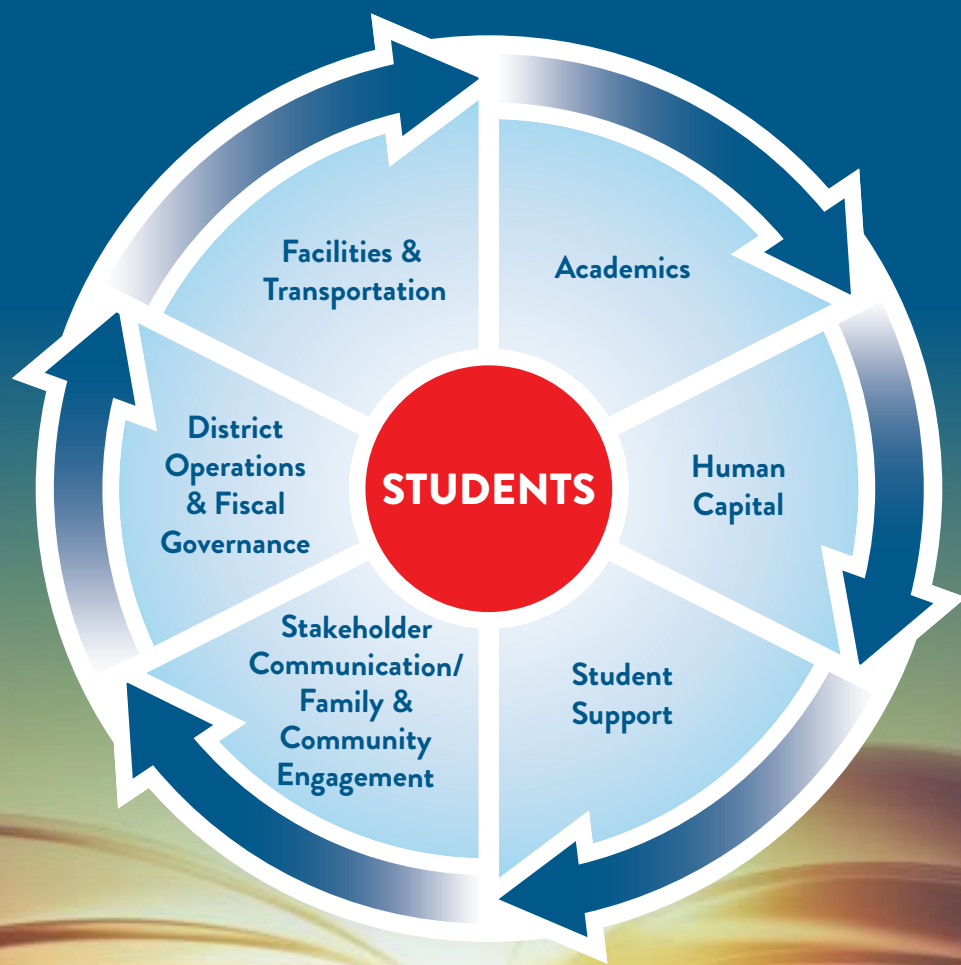 Facilities &
Transportation
Academics
District
Operations
& Fiscal
Governance
STUDENTS
Human
Capital
Stakeholder
Communication/
Family &
Community
Engagement
Student
Support